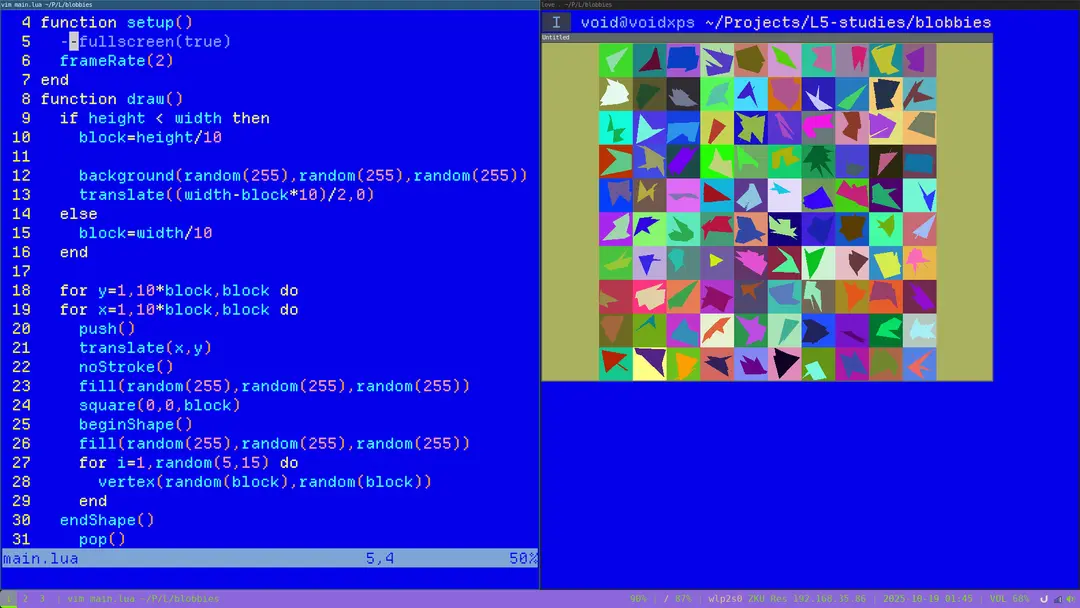 vim main.lua ~/P/L/blobbies
4 function setup()
5 --fullscreen(true)
6 frameRate(2)
7 end
8 function draw()
9 if height < width then
10 block=height/10
11
12 background(random(255),random(255),random(255))
13 translate((width-block*10)/2,0)
14 else
15 block=width/10
16 end
17
18 for y=1,10*block,block do
19 for x=1,10*block,block do
20 push()
21 translate(x,y)
22 noStroke()
23 fill(random(255),random(255),random(255))
24 square(0,0,block)
25 beginShape()
26 fill(random(255),random(255),random(255))
27 for i=1,random(5,15) do
28 vertex(random(block),random(block))
29 end
30 endShape()
31 pop()
main.lua 5,4 50%
love . ~/P/L/blobbies
I void@voidxps ~/Projects/L5-studies/blobbies
Untitled
1 2 3 | vim main.lua ~/P/L/blobbies
90% | / 87% | wlp2s0 ZKU Res 192.168.35.86 | 2025-10-19 01:45 | VOL 68%